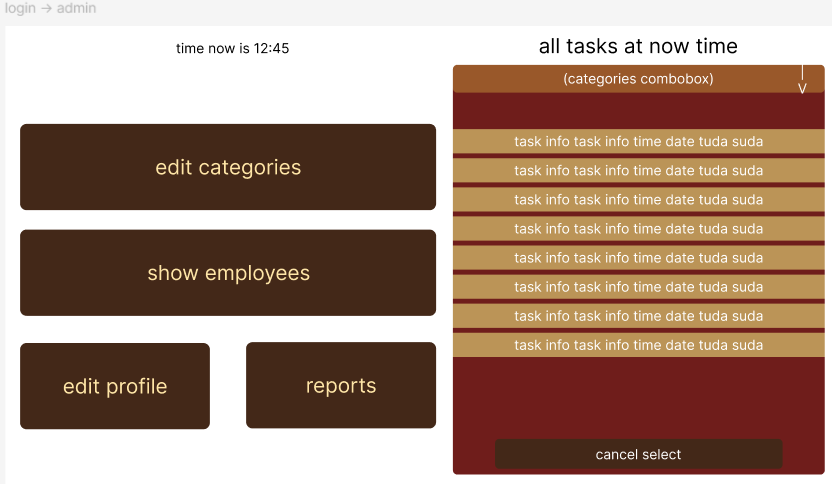 login → admin
time now is 12:45
edit categories
show employees
edit profile
reports
all tasks at now time
(categories combobox)
V
task info task info time date tuda suda
task info task info time date tuda suda
task info task info time date tuda suda
task info task info time date tuda suda
task info task info time date tuda suda
task info task info time date tuda suda
task info task info time date tuda suda
task info task info time date tuda suda
cancel select